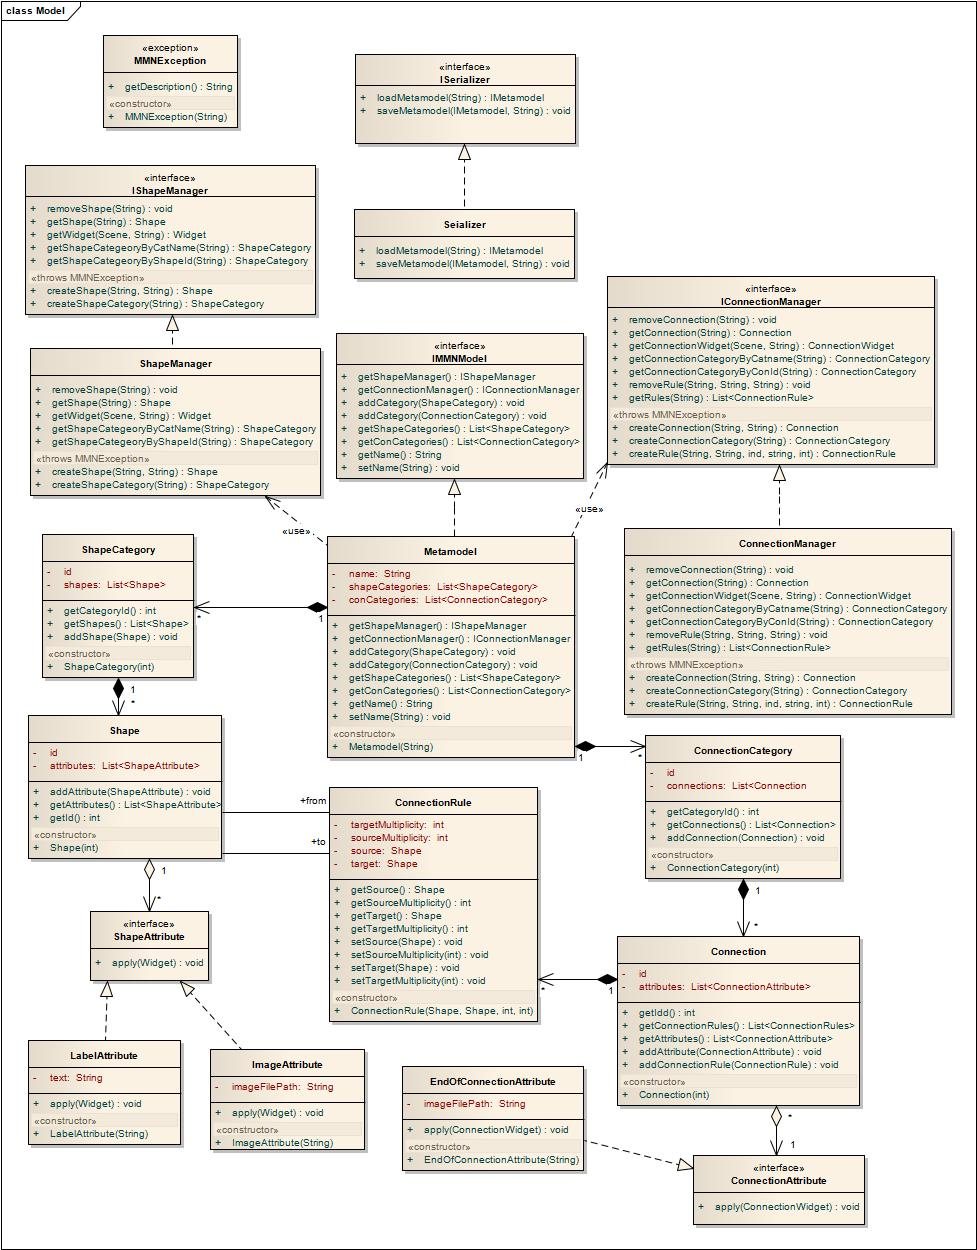 class Model
«exception»
MMNException
+ getDescription() : String
«constructor»
+ MMNException(String)
«interface»
ISerializer
+ loadMetamodel(String) : IMetamodel
+ saveMetamodel(IMetamodel, String) : void
«interface»
IShapeManager
+ removeShape(String) : void
+ getShape(String) : Shape
+ getWidget(Scene, String) : Widget
+ getShapeCategeoryByCatName(String) : ShapeCategory
+ getShapeCategeoryByShapeId(String) : ShapeCategory
«throws MMNException»
+ createShape(String, String) : Shape
+ createShapeCategory(String) : ShapeCategory
Seializer
+ loadMetamodel(String) : IMetamodel
+ saveMetamodel(IMetamodel, String) : void
«interface»
IConnectionManager
+ removeConnection(String) : void
+ getConnection(String) : Connection
+ getConnectionWidget(Scene, String) : ConnectionWidget
+ getConnectionCategoryByCatname(String) : ConnectionCategory
+ getConnectionCategoryByConId(String) : ConnectionCategory
+ removeRule(String, String, String) : void
+ getRules(String) : List<ConnectionRule>
«throws MMNException»
+ createConnection(String, String) : Connection
+ createConnectionCategory(String) : ConnectionCategory
+ createRule(String, String, ind, string, int) : ConnectionRule
ShapeManager
+ removeShape(String) : void
+ getShape(String) : Shape
+ getWidget(Scene, String) : Widget
+ getShapeCategeoryByCatName(String) : ShapeCategory
+ getShapeCategeoryByShapeId(String) : ShapeCategory
«throws MMNException»
+ createShape(String, String) : Shape
+ createShapeCategory(String) : ShapeCategory
«interface»
IMMNModel
+ getShapeManager() : IShapeManager
+ getConnectionManager() : IConnectionManager
+ addCategory(ShapeCategory) : void
+ addCategory(ConnectionCategory) : void
+ getShapeCategories() : List<ShapeCategory>
+ getConCategories() : List<ConnectionCategory>
+ getName() : String
+ setName(String) : void
«use»
«use»
ShapeCategory
- id
- shapes: List<Shape>
+ getCategoryId() : int
+ getShapes() : List<Shape>
+ addShape(Shape) : void
«constructor»
+ ShapeCategory(int)
*
1
Metamodel
- name: String
- shapeCategories: List<ShapeCategory>
- conCategories: List<ConnectionCategory>
+ getShapeManager() : IShapeManager
+ getConnectionManager() : IConnectionManager
+ addCategory(ShapeCategory) : void
+ addCategory(ConnectionCategory) : void
+ getShapeCategories() : List<ShapeCategory>
+ getConCategories() : List<ConnectionCategory>
+ getName() : String
+ setName(String) : void
«constructor»
+ Metamodel(String)
ConnectionManager
+ removeConnection(String) : void
+ getConnection(String) : Connection
+ getConnectionWidget(Scene, String) : ConnectionWidget
+ getConnectionCategoryByCatname(String) : ConnectionCategory
+ getConnectionCategoryByConId(String) : ConnectionCategory
+ removeRule(String, String, String) : void
+ getRules(String) : List<ConnectionRule>
«throws MMNException»
+ createConnection(String, String) : Connection
+ createConnectionCategory(String) : ConnectionCategory
+ createRule(String, String, ind, string, int) : ConnectionRule
1
*
1
*
Shape
- id
- attributes: List<ShapeAttribute>
+ addAttribute(ShapeAttribute) : void
+ getAttributes() : List<ShapeAttribute>
+ getId() : int
«constructor»
+ Shape(int)
+from
+to
ConnectionRule
- targetMultiplicity: int
- sourceMultiplicity: int
- source: Shape
- target: Shape
+ getSource() : Shape
+ getSourceMultiplicity() : int
+ getTarget() : Shape
+ getTargetMultiplicity() : int
+ setSource(Shape) : void
+ setSourceMultiplicity(int) : void
+ setTarget(Shape) : void
+ setTargetMultiplicity(int) : void
«constructor»
+ ConnectionRule(Shape, Shape, int, int)
ConnectionCategory
- id
- connections: List<Connection
+ getCategoryId() : int
+ getConnections() : List<Connection>
+ addConnection(Connection) : void
«constructor»
+ ConnectionCategory(int)
1
*
1
*
«interface»
ShapeAttribute
+ apply(Widget) : void
*
1
Connection
- id
- attributes: List<ConnectionAttribute>
+ getIdd() : int
+ getConnectionRules() : List<ConnectionRules>
+ getAttributes() : List<ConnectionAttribute>
+ addAttribute(ConnectionAttribute) : void
+ addConnectionRule(ConnectionRule) : void
«constructor»
+ Connection(int)
LabelAttribute
- text: String
+ apply(Widget) : void
«constructor»
+ LabelAttribute(String)
ImageAttribute
- imageFilePath: String
+ apply(Widget) : void
«constructor»
+ ImageAttribute(String)
EndOfConnectionAttribute
- imageFilePath: String
+ apply(ConnectionWidget) : void
«constructor»
+ EndOfConnectionAttribute(String)
*
1
«interface»
ConnectionAttribute
+ apply(ConnectionWidget) : void